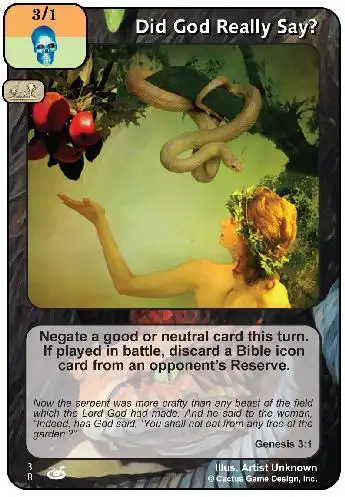 3/1
Did God Really Say?
Negate a good or neutral card this turn.
If played in battle, discard a Bible icon
card from an opponent's Reserve.
Now the serpent was more crafty than any beast of the field
which the Lord God had made. And he said to the woman,
"Indeed, has God said, 'You shall not eat from any tree of the
garden'?"
Genesis 3:1
3
R
Illus. Artist Unknown
© Cactus Game Design, Inc.